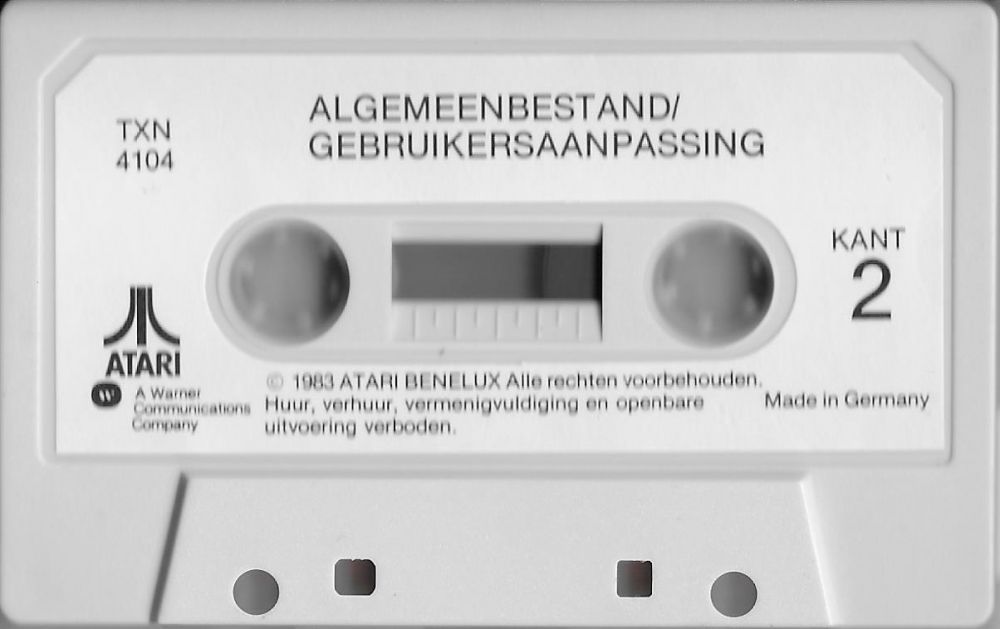 TXN
4104
ALGEMEENBESTAND/
GEBRUIKERSAANPASSING
KANT
2
ATARI
A Warner
Communications
Company
© 1983 ATARI BENELUX Alle rechten voorbehouden.
Huur, verhuur, vermenigvuldiging en openbare
uitvoering verboden.
Made in Germany